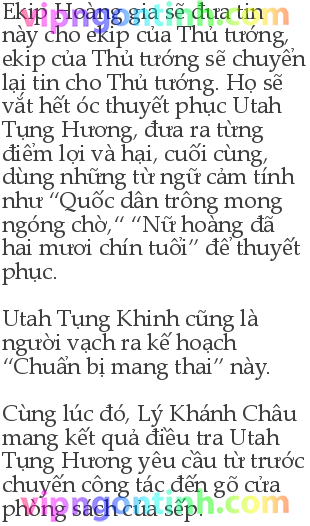 Ekip Hoàng gia sẽ đưa tin
này cho ekip của Thủ tướng,
ekip của Thủ tướng sẽ chuyển
lại tin cho Thủ tướng. Họ sẽ
vắt hết óc thuyết phục Utah
Tụng Hương, đưa ra từng
điểm lợi và hại, cuối cùng,
dùng những từ ngữ cảm tính
như “Quốc dân trông mong
ngóng chờ,“ “Nữ hoàng đã
hai mươi chín tuổi” để thuyết
phục.
Utah Tụng Khinh cũng là
người vạch ra kế hoạch
“Chuẩn bị mang thai” này.
Cùng lúc đó, Lý Khánh Châu
mang kết quả điều tra Utah
Tụng Hương yêu cầu từ trước
chuyến công tác đến gõ cửa
phòng sách của sếp.
vipngontinh.com
vipngontinh.com